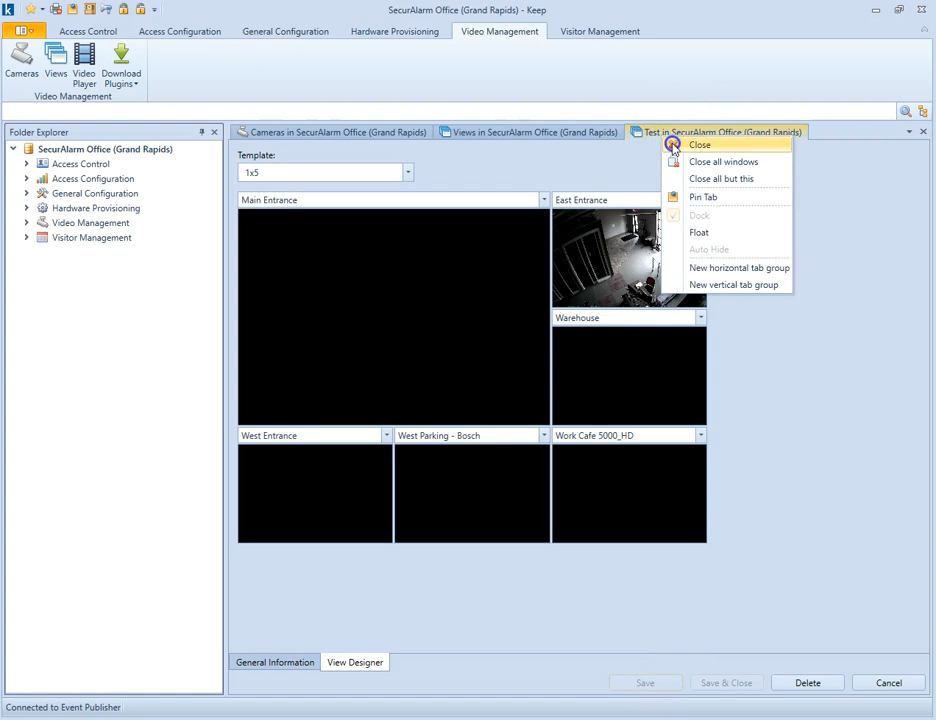 SecurAlarm Office (Grand Rapids) - Keep
Access Control
Access Configuration
General Configuration
Hardware Provisioning
Video Management
Visitor Management
Cameras
Views
Video Player
Download Plugins
Video Management
Folder Explorer
SecurAlarm Office (Grand Rapids)
Access Control
Access Configuration
General Configuration
Hardware Provisioning
Video Management
Visitor Management
Cameras in SecurAlarm Office (Grand Rapids)
Views in SecurAlarm Office (Grand Rapids)
Test in SecurAlarm Office (Grand Rapids)
Template:
1x5
Main Entrance
East Entrance
Warehouse
West Entrance
West Parking - Bosch
Work Cafe 5000_HD
Close
Close all windows
Close all but this
Pin Tab
Dock
Float
Auto Hide
New horizontal tab group
New vertical tab group
General Information
View Designer
Save
Save & Close
Delete
Cancel
Connected to Event Publisher